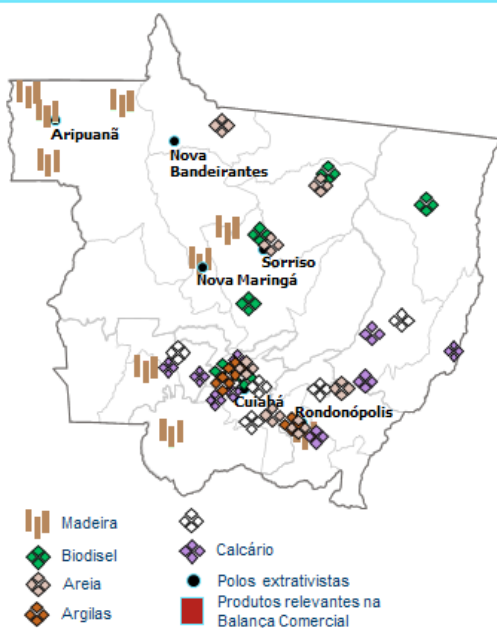 Aripuanã
Nova
Bandeirantes
Sorriso
Nova Maringá
Cuiabá
Rondonópolis
Madeira
Biodisel
Areia
Argilas
Calcário
Polos extrativistas
Produtos relevantes na
Balança Comercial